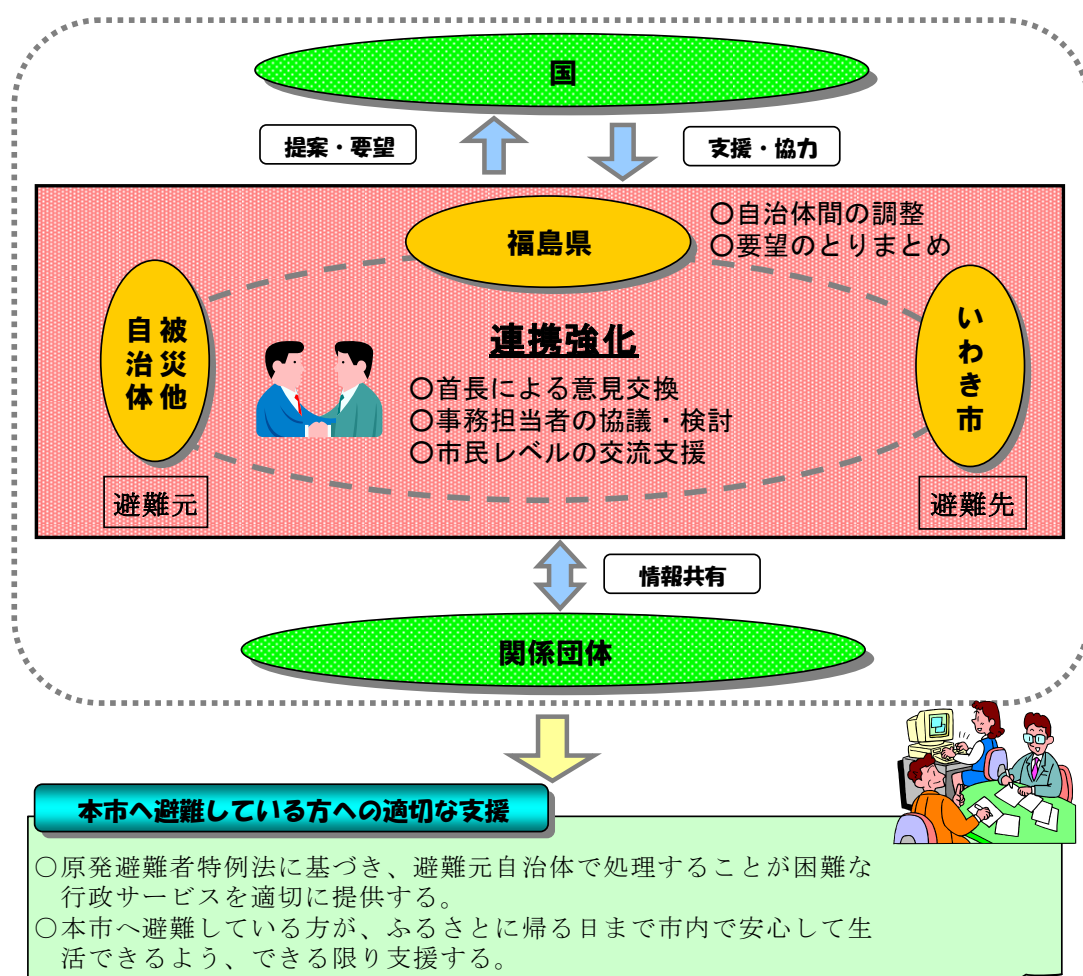 国
提案・要望
支援・協力
福島県
○自治体間の調整
○要望のとりまとめ
被災他
自治体
避難元
連携強化
○首長による意見交換
○事務担当者の協議・検討
○市民レベルの交流支援
いわき市
避難先
情報共有
関係団体
本市へ避難している方への適切な支援
○原発避難者特例法に基づき、避難元自治体で処理することが困難な
行政サービスを適切に提供する。
○本市へ避難している方が、ふるさとに帰る日まで市内で安心して生
活できるよう、できる限り支援する。